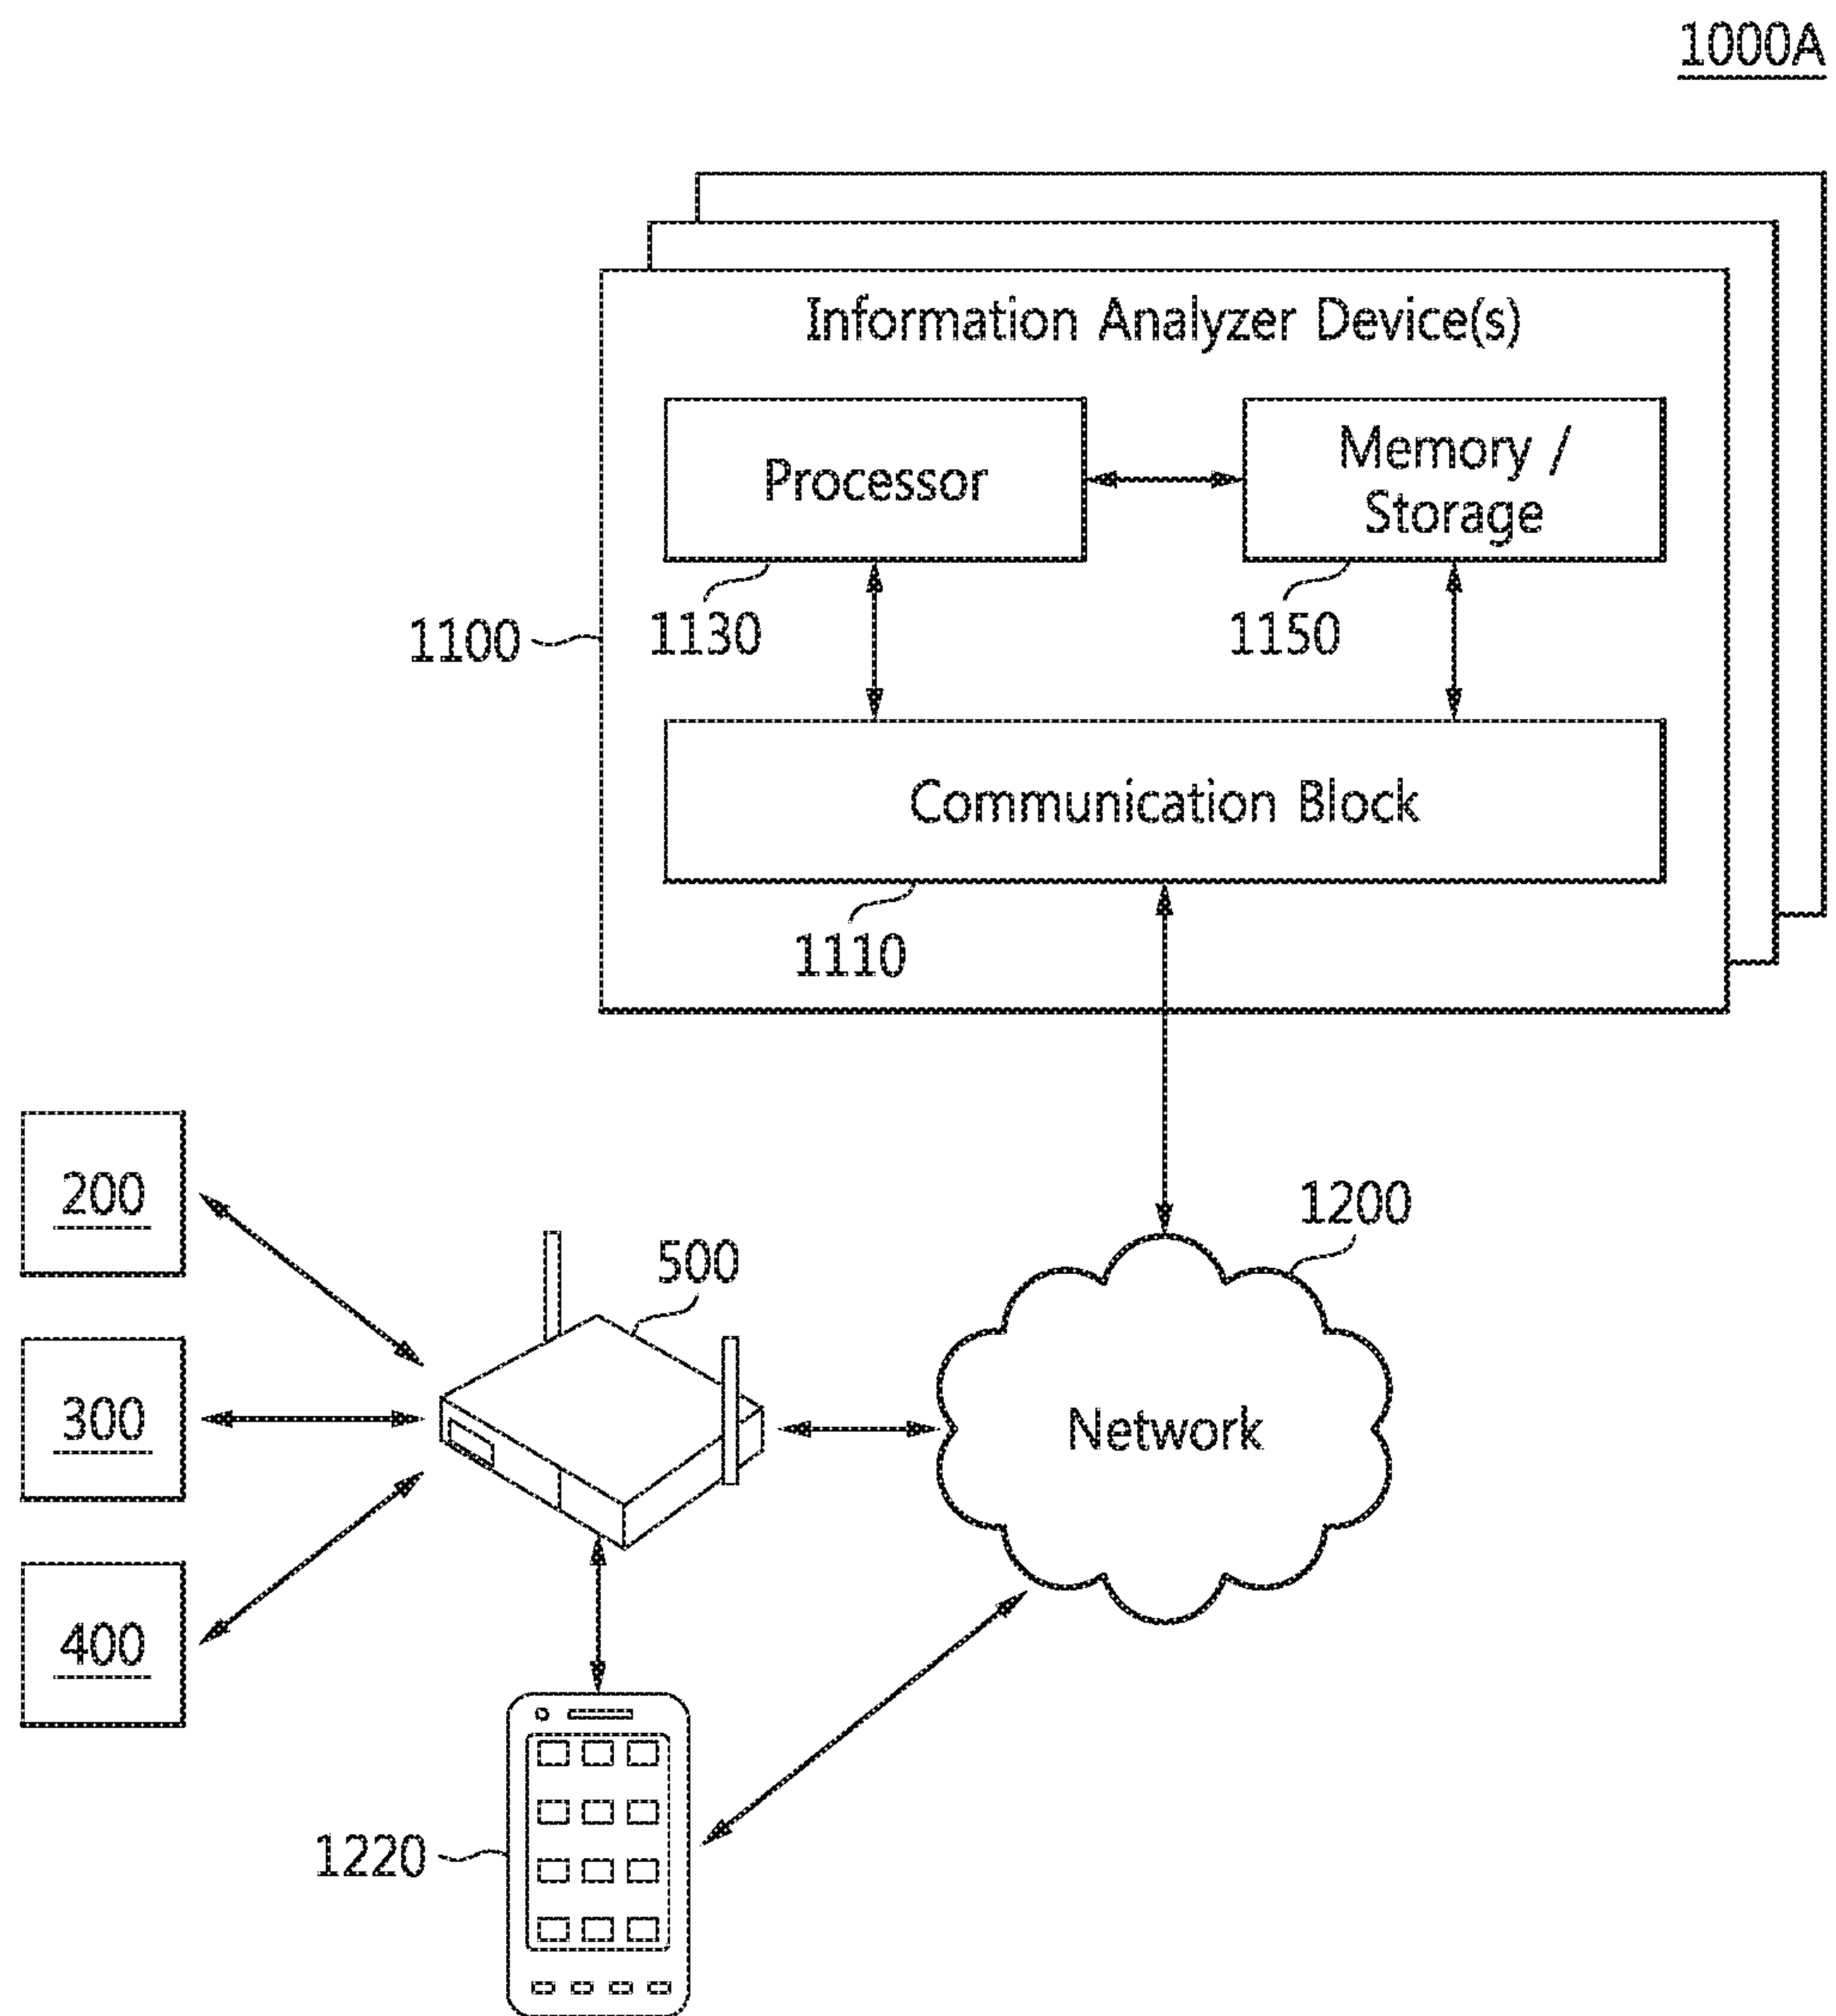 1000A
Information Analyzer Device(s)
Processor
Memory /
Storage
1130
1150
1100
Communication Block
1110
200
1200
500
300
Network
400
1220